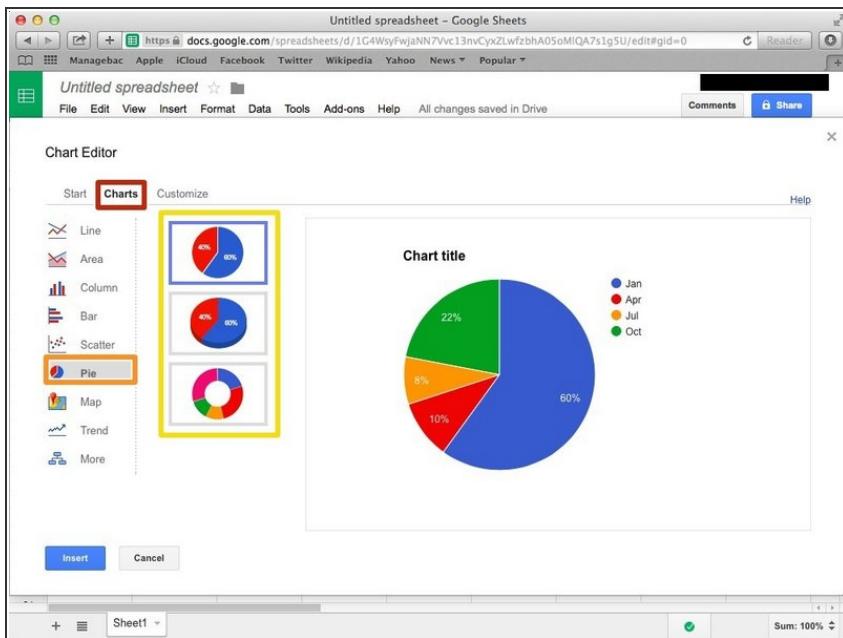 Untitled spreadsheet – Google Sheets
https docs.google.com/spreadsheets/d/1G4WsyFwjaNN7Vvc13nvCyxZLwfzbhA05oMlQA7s1g5U/edit#gid=0
Reader
Managebac Apple iCloud Facebook Twitter Wikipedia Yahoo News Popular
Untitled spreadsheet
File Edit View Insert Format Data Tools Add-ons Help All changes saved in Drive
Comments Share
Chart Editor
Start Charts Customize
Help
Line
Area
Column
Bar
Scatter
Pie
Map
Trend
More
40% 60%
40% 60%
Chart title
Jan
Apr
Jul
Oct
22%
8%
10%
60%
Insert Cancel
Sheet1
Sum: 100%